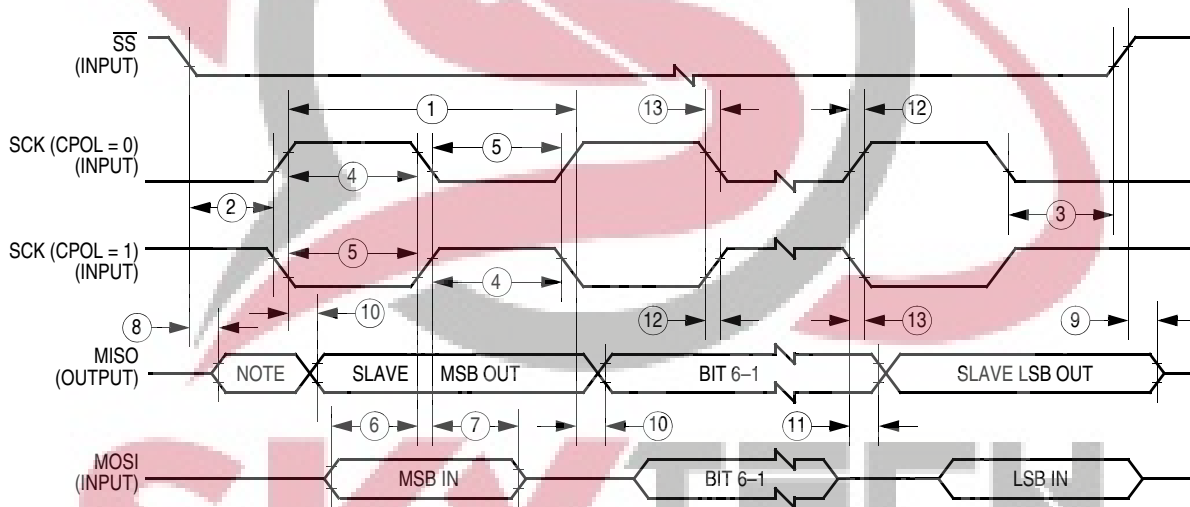 SS
(INPUT)
1
13
12
SCK (CPOL = 0)
(INPUT)
5
4
2
3
SCK (CPOL = 1)
(INPUT)
5
4
8
10
12
13
9
MISO
(OUTPUT)
NOTE
SLAVE MSB OUT
BIT 6–1
SLAVE LSB OUT
6
7
10
11
MOSI
(INPUT)
MSB IN
BIT 6–1
LSB IN